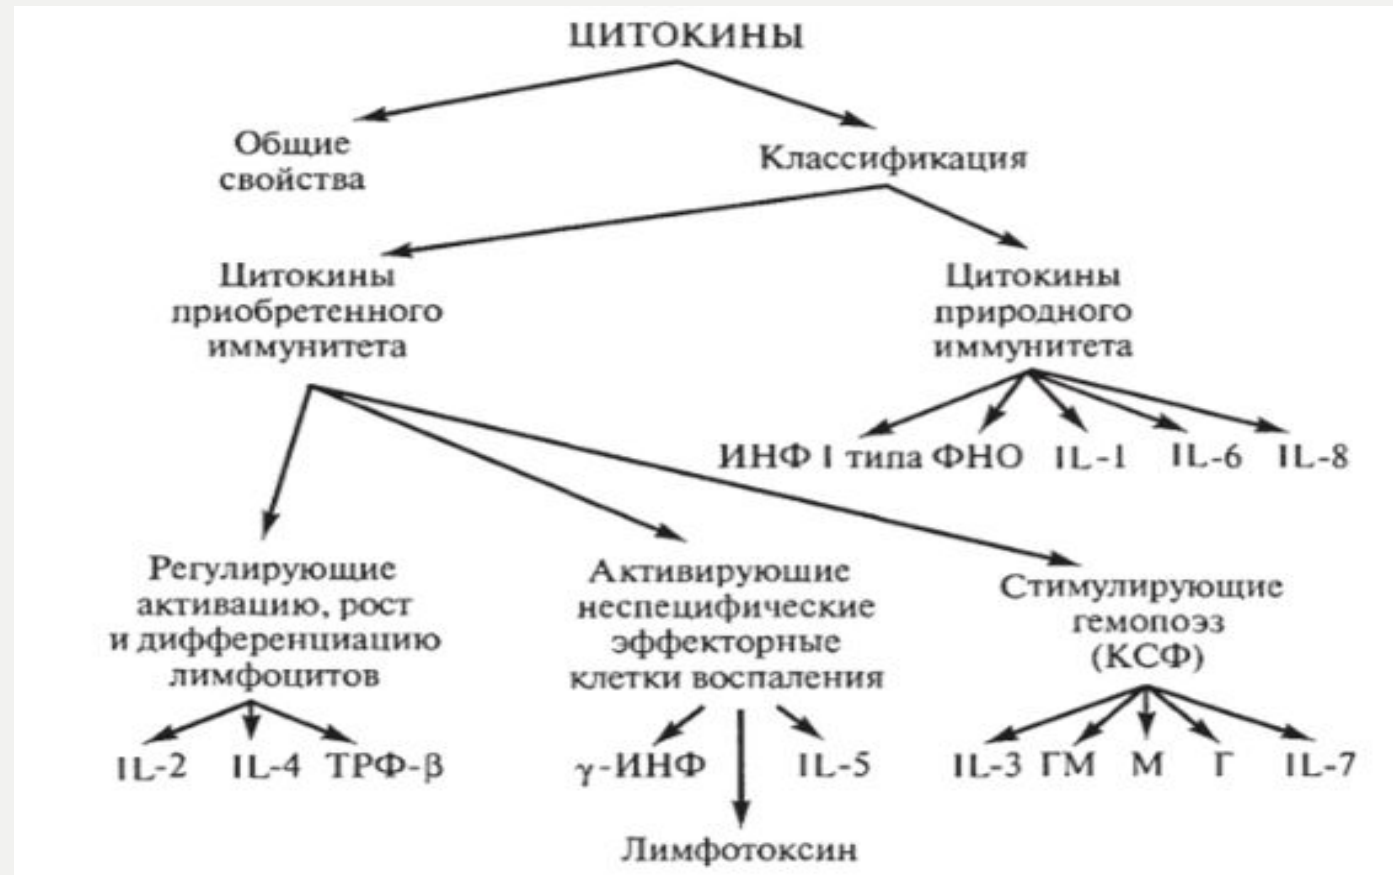 ЦИТОКИНЫ
Общие
свойства
Классификация
Цитокины
приобретенного
иммунитета
Цитокины
природного
иммунитета
ИНФ I типа ФНО IL-1 IL-6 IL-8
Регулирующие
активацию, рост
и дифференциацию
лимфоцитов
Активирующие
неспецифические
эффекторные
клетки воспаления
Стимулирующие
гемопоэз
(КСФ)
IL-2 IL-4 ТРФ-β
γ-ИНФ IL-5
IL-3 ГМ М Г IL-7
Лимфотоксин